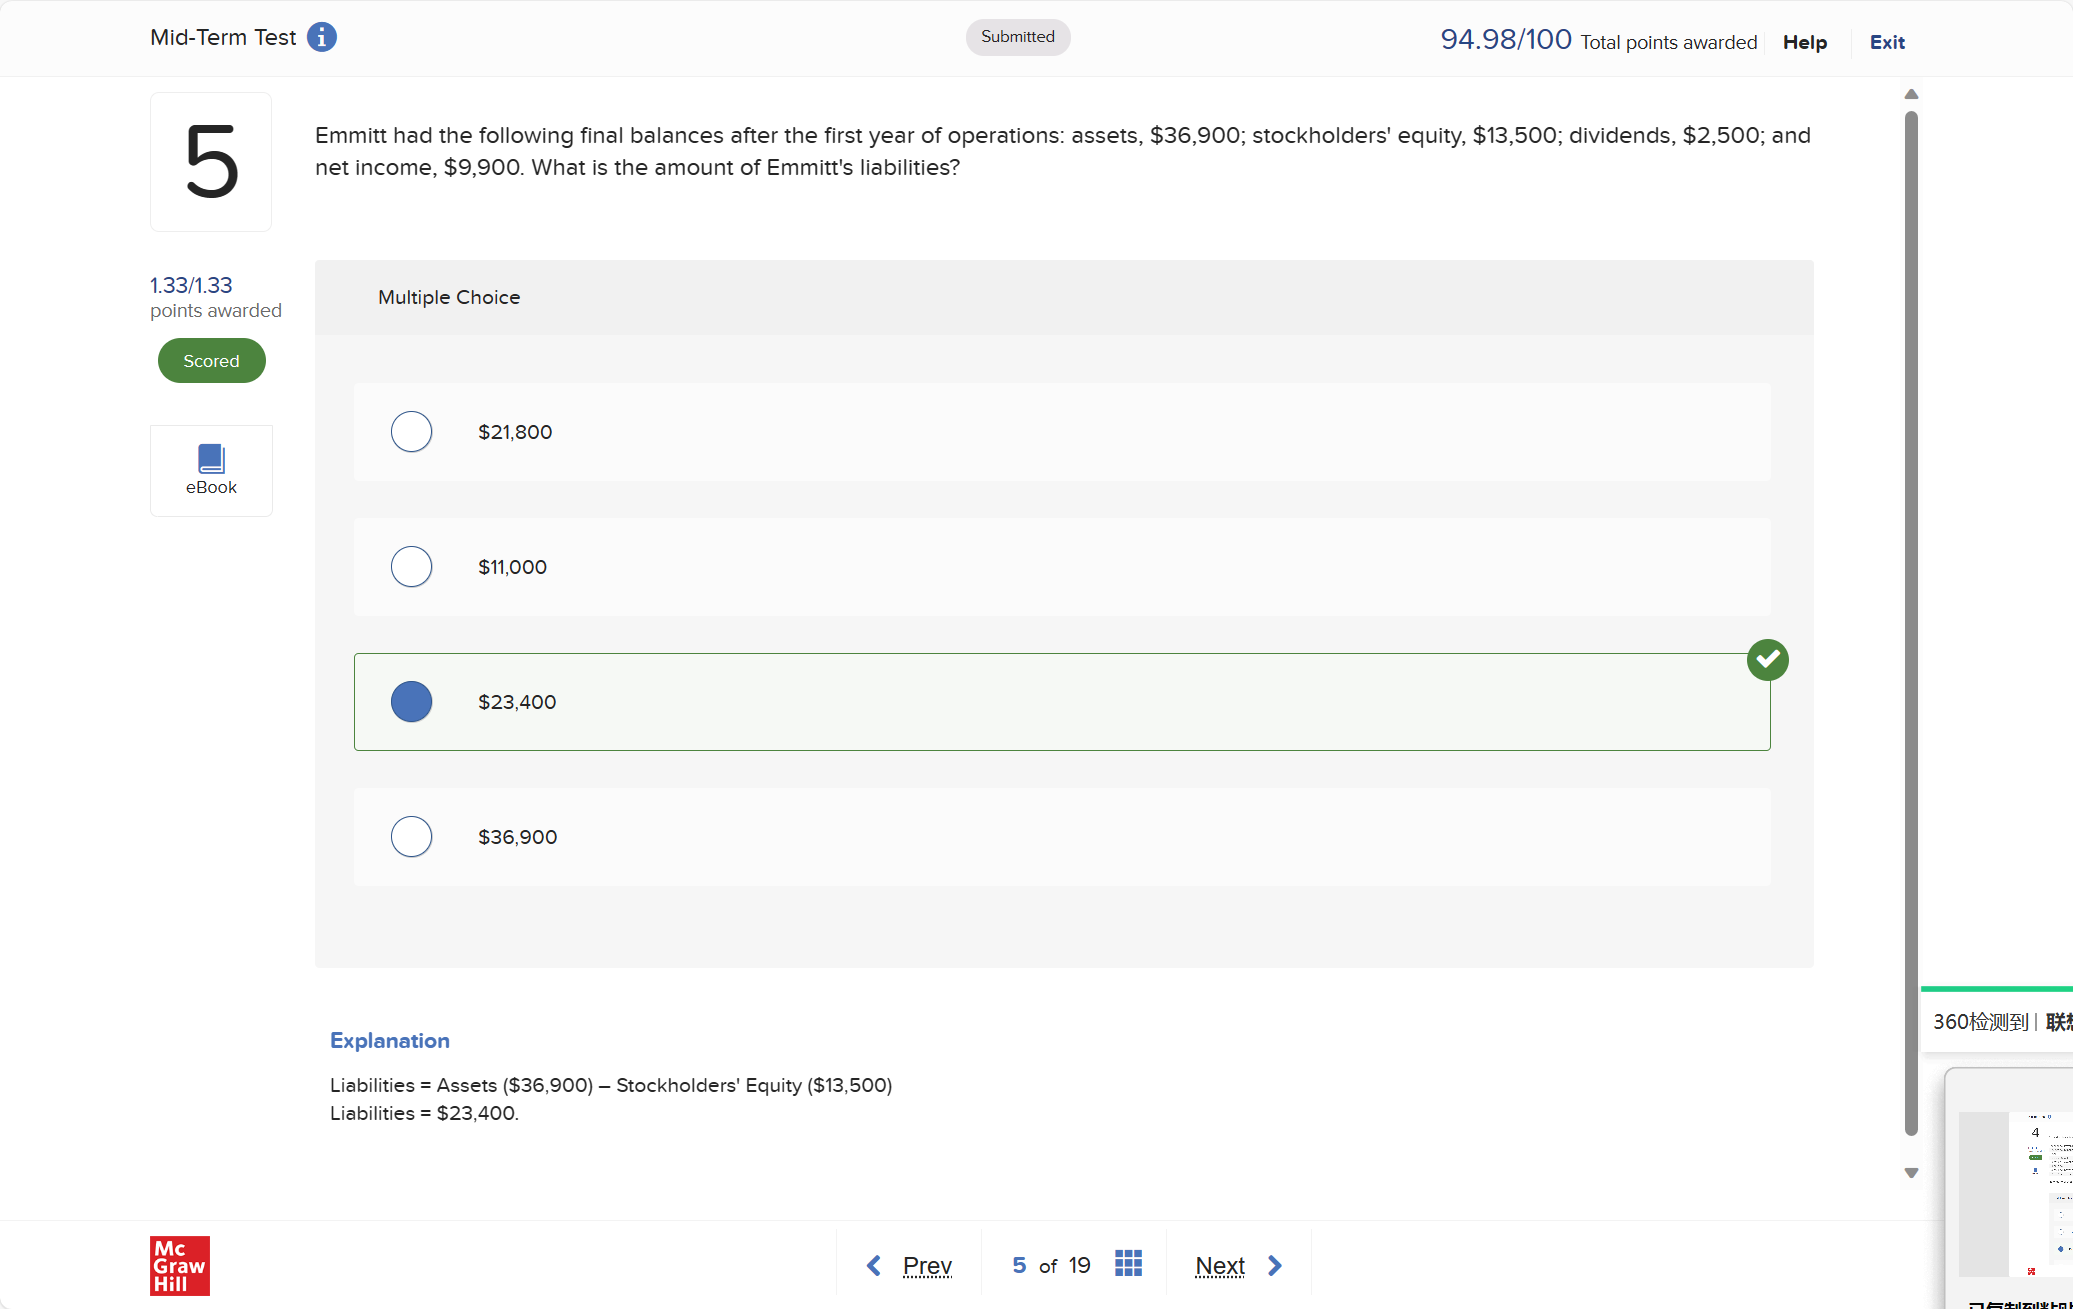 Mid-Term Test
Submitted
94.98/100 Total points awarded
Help
Exit
5
Emmitt had the following final balances after the first year of operations: assets, $36,900; stockholders' equity, $13,500; dividends, $2,500; and
net income, $9,900. What is the amount of Emmitt's liabilities?
1.33/1.33
points awarded
Scored
eBook
Multiple Choice
$21,800
$11,000
$23,400
$36,900
Explanation
Liabilities = Assets ($36,900) – Stockholders' Equity ($13,500)
Liabilities = $23,400.
360检测到 | 联想
4
Mc
Graw
Hill
Prev
5 of 19
Next